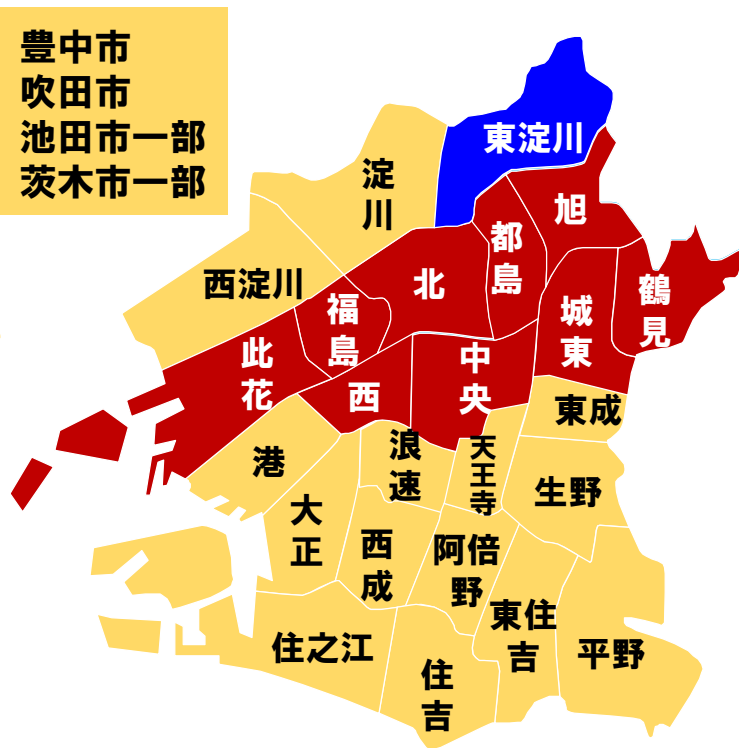 豊中市
吹田市
池田市一部
茨木市一部
東淀川
淀川
旭
都島
西淀川
北
鶴見
福島
城東
此花
中央
西
東成
港
浪速
天王寺
生野
大正
西成
阿倍野
東住吉
住之江
平野
住吉